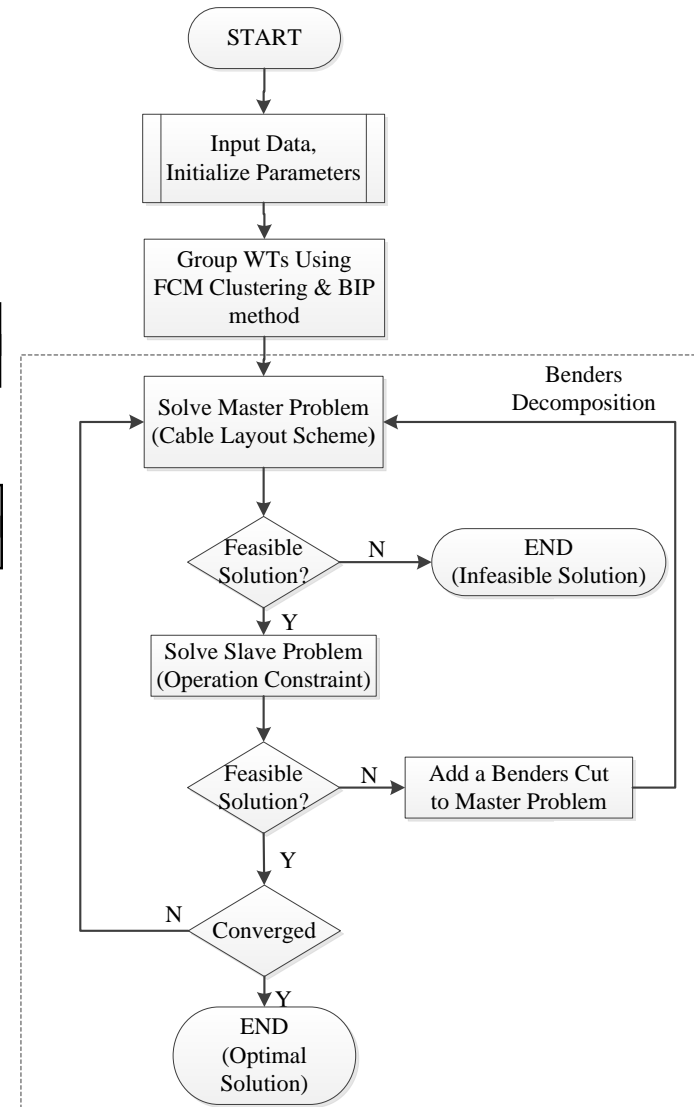 START
Input Data,
Initialize Parameters
Group WTs Using
FCM Clustering & BIP
method
Benders
Decomposition
Solve Master Problem
(Cable Layout Scheme)
Feasible
Solution?
N
END
(Infeasible Solution)
Y
Solve Slave Problem
(Operation Constraint)
Feasible
Solution?
N
Add a Benders Cut
to Master Problem
Y
N
Converged
Y
END
(Optimal
Solution)